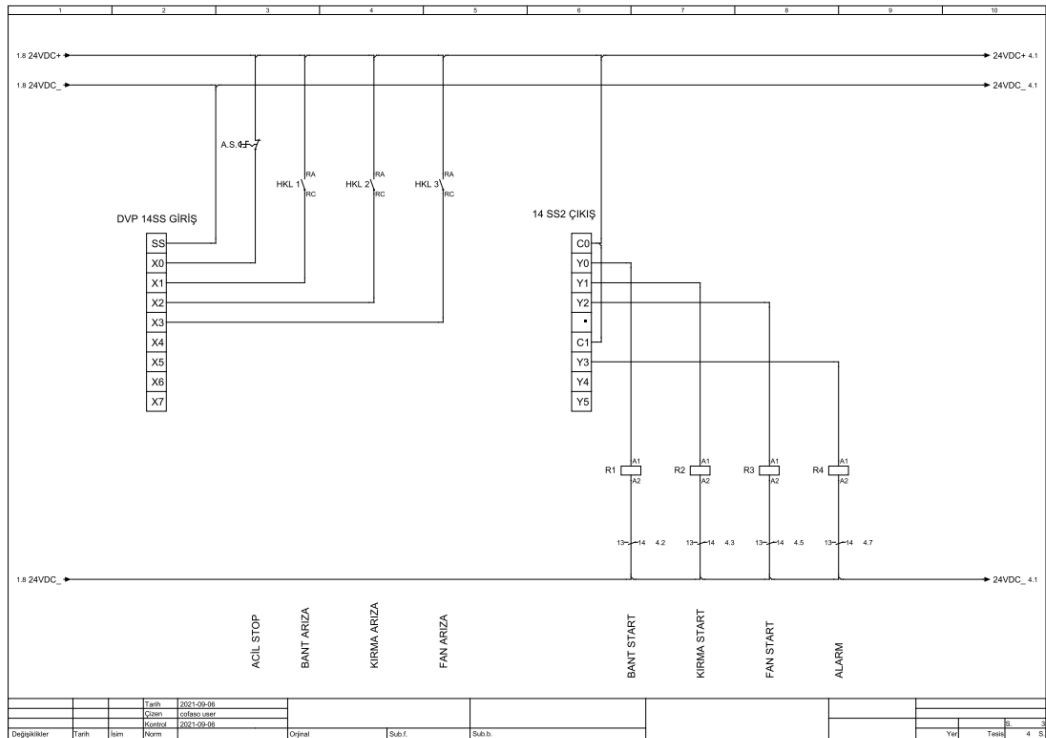 1 2 3 4 5 6 7 8 9 10
1.8 24VDC+ 24VDC+ 4.1
1.8 24VDC_ 24VDC_ 4.1
A.S.
HKL 1 RA RC HKL 2 RA RC HKL 3 RA RC
DVP 14SS GİRİŞ
SS
X0
X1
X2
X3
X4
X5
X6
X7
14 SS2 ÇIKIŞ
C0
Y0
Y1
Y2
•
C1
Y3
Y4
Y5
R1 A1 A2 R2 A1 A2 R3 A1 A2 R4 A1 A2
13 14 4.2 13 14 4.3 13 14 4.5 13 14 4.7
1.8 24VDC_ 24VDC_ 4.1
ACİL STOP
BANT ARIZA
KIRMA ARIZA
FAN ARIZA
BANT START
KIRMA START
FAN START
ALARM
Tarih 2021-09-06
Çizen cofaso user
Kontrol 2021-09-06 S. 3
Değişiklikler Tarih İsim Norm Orjinal Sub.f. Sub.b. Yer Tesis 4 S.